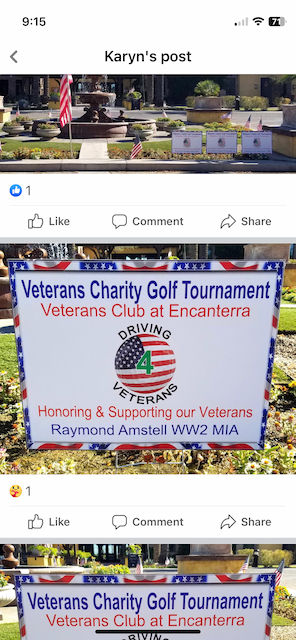 9:15
71
Karyn's post
1
Like
Comment
Share
Veterans Charity Golf Tournament
Veterans Club at Encanterra
DRIVING
4
VETERANS
Honoring & Supporting our Veterans
Raymond Amstell WW2 MIA
1
Like
Comment
Share
Veterans Charity Golf Tournament
Veterans Club at Encanterra